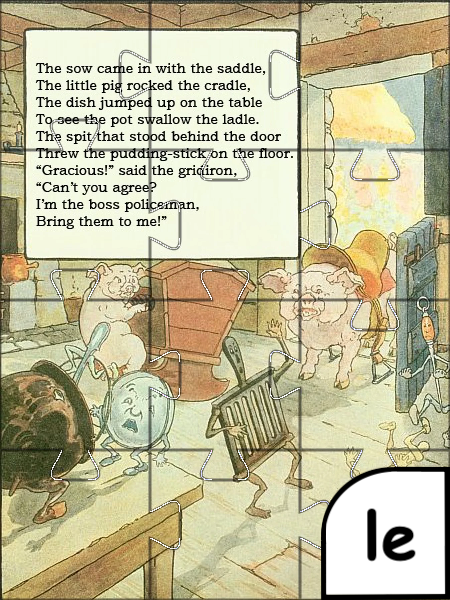 The sow came in with the saddle,
The little pig rocked the cradle,
The dish jumped up on the table
To see the pot swallow the ladle.
The spit that stood behind the door
Threw the pudding-stick on the floor.
“Gracious!” said the gridiron,
“Can’t you agree?
I’m the boss policeman,
Bring them to me!”
le